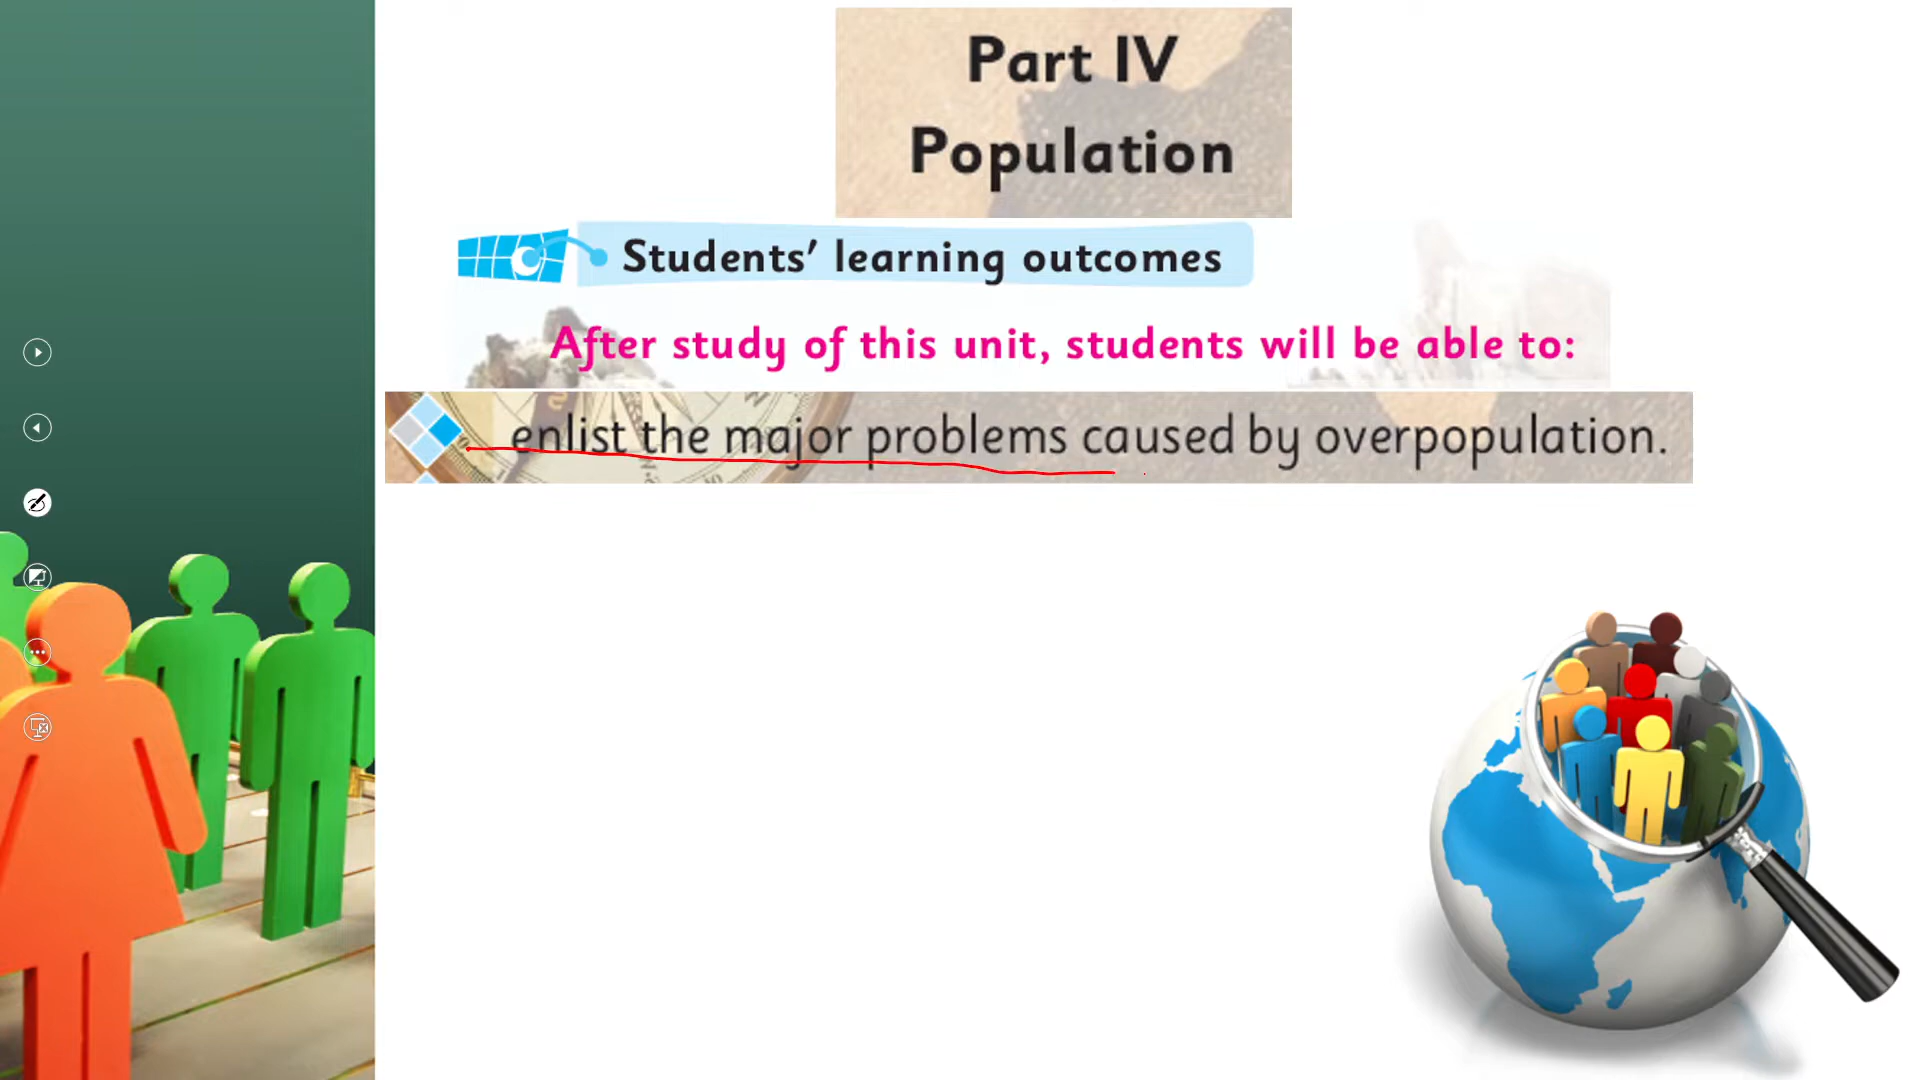 Part IV
Population
Students' learning outcomes
After study of this unit, students will be able to:
enlist the major problems caused by overpopulation.